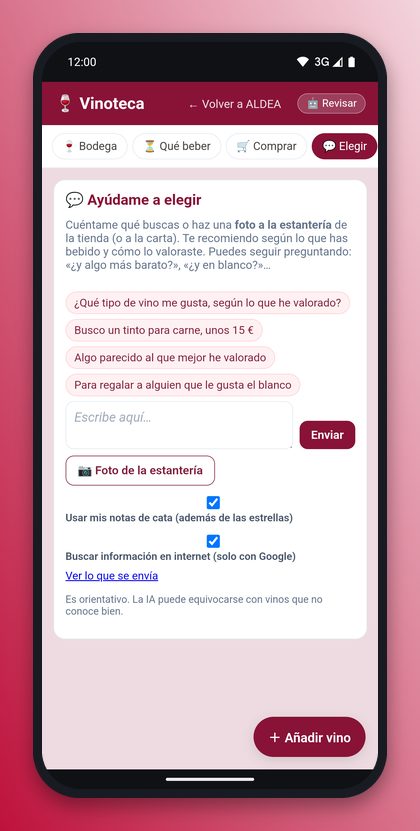 12:00
3G
🍷 Vinoteca
← Volver a ALDEA
🤖 Revisar
🍷 Bodega
⏳ Qué beber
🛒 Comprar
💬 Elegir
💬 Ayúdame a elegir
Cuéntame qué buscas o haz una foto a la estantería de
la tienda (o a la carta). Te recomiendo según lo que has
bebido y cómo lo valoraste. Puedes seguir preguntando:
«¿y algo más barato?», «¿y en blanco?»…
¿Qué tipo de vino me gusta, según lo que he valorado?
Busco un tinto para carne, unos 15 €
Algo parecido al que mejor he valorado
Para regalar a alguien que le gusta el blanco
Escribe aquí…
Enviar
📷 Foto de la estantería
Usar mis notas de cata (además de las estrellas)
Buscar información en internet (solo con Google)
Ver lo que se envía
Es orientativo. La IA puede equivocarse con vinos que no
conoce bien.
+ Añadir vino